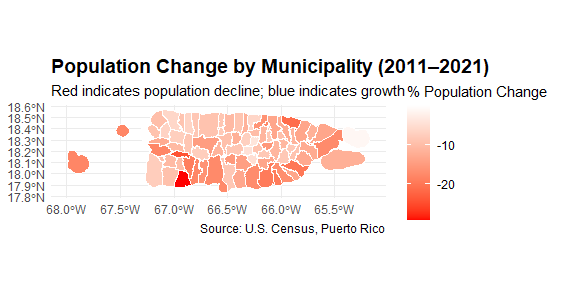 Population Change by Municipality (2011–2021)
Red indicates population decline; blue indicates growth
% Population Change
18.6°N
18.5°N
18.4°N
18.3°N
18.2°N
18.1°N
18.0°N
17.9°N
17.8°N
-10
-20
68.0°W 67.5°W 67.0°W 66.5°W 66.0°W 65.5°W
Source: U.S. Census, Puerto Rico